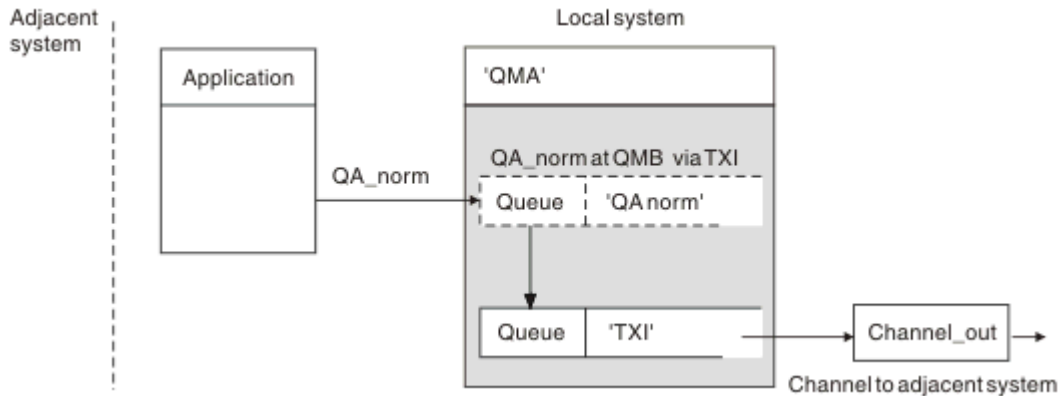 Adjacent
system
Local system
Application
'QMA'
QA_norm at QMB via TXI
QA_norm
Queue
'QA norm'
Queue
'TXI'
Channel_out
Channel to adjacent system